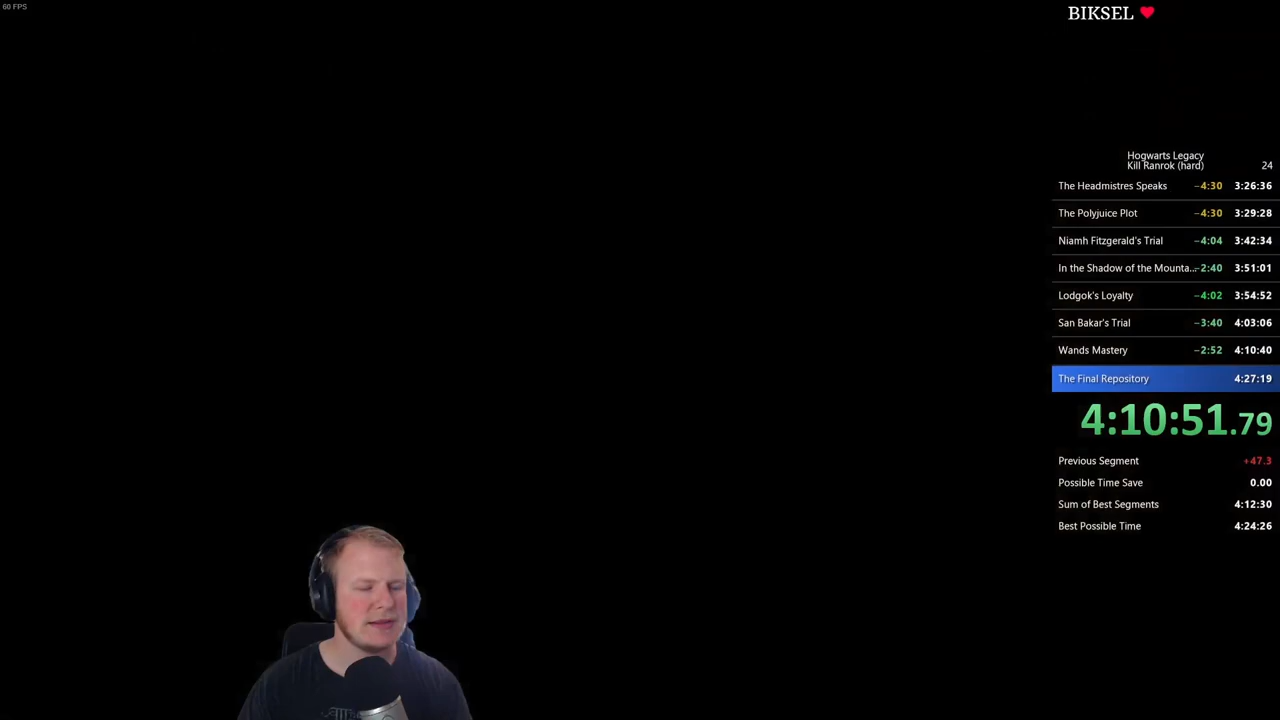 60 FPS
BIKSEL ❤
Hogwarts Legacy
Kill Ranrok (hard) 24
The Headmistres Speaks −4:30 3:26:36
The Polyjuice Plot −4:30 3:29:28
Niamh Fitzgerald's Trial −4:04 3:42:34
In the Shadow of the Mounta... −2:40 3:51:01
Lodgok's Loyalty −4:02 3:54:52
San Bakar's Trial −3:40 4:03:06
Wands Mastery −2:52 4:10:40
The Final Repository 4:27:19
4:10:51.79
Previous Segment +47.3
Possible Time Save 0.00
Sum of Best Segments 4:12:30
Best Possible Time 4:24:26